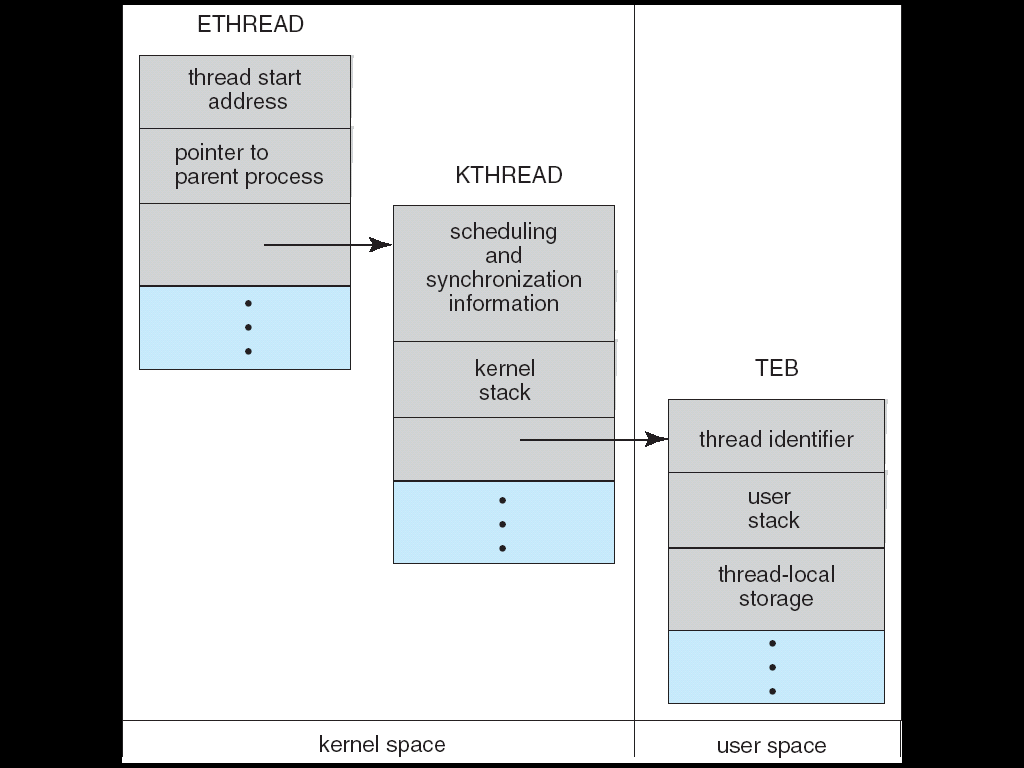 ETHREAD
thread start
address
pointer to
parent process
KTHREAD
scheduling
and
synchronization
information
kernel
stack
TEB
thread identifier
user
stack
thread-local
storage
kernel space
user space